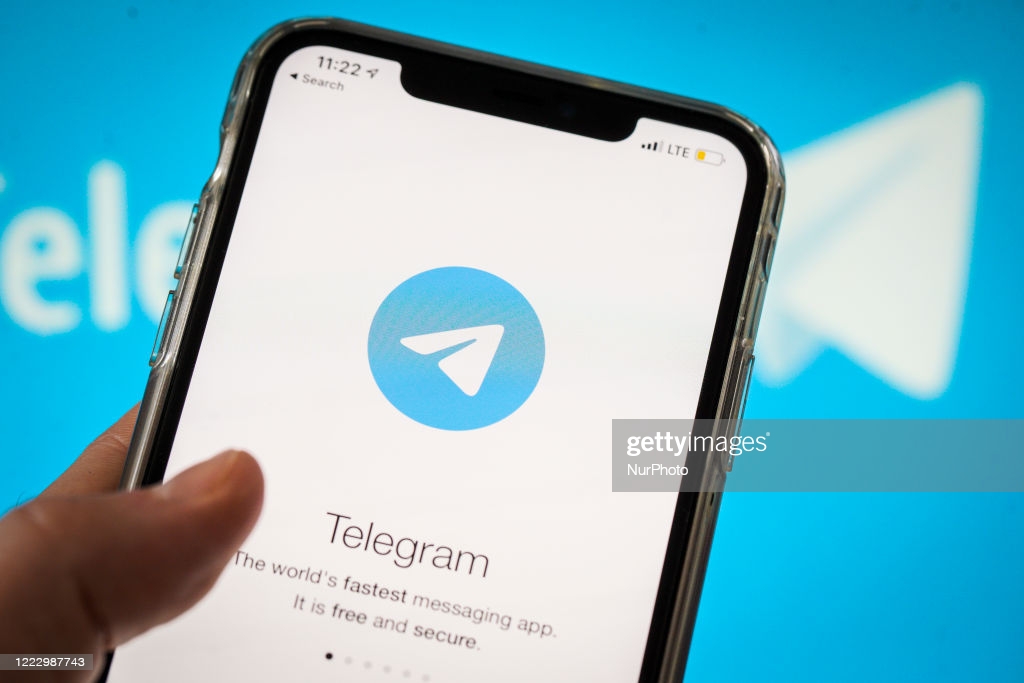 11:22
Search
LTE
Tele
gettyimages®
NurPhoto
Telegram
The world's fastest messaging app.
It is free and secure.
1222987743